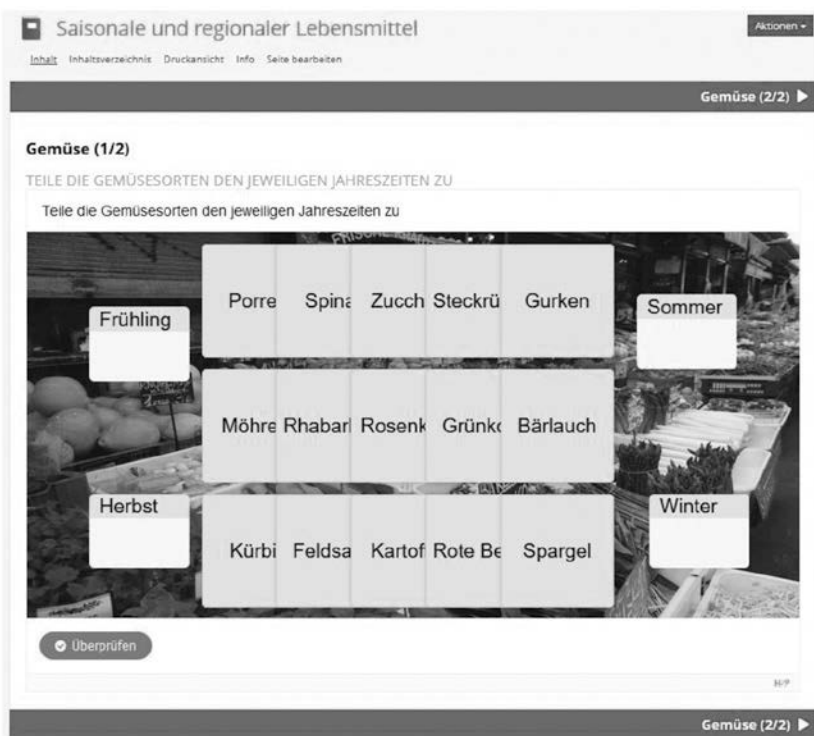 Saisonale und regionaler Lebensmittel
Aktionen
Inhalt Inhaltsverzeichnis Druckansicht Info Seite bearbeiten
Gemüse (2/2)
Gemüse (1/2)
TEILE DIE GEMÜSESORTEN DEN JEWEILIGEN JAHRESZEITEN ZU
Teile die Gemüsesorten den jeweiligen Jahreszeiten zu
Frühling
Porre Spina Zucch Steckrü Gurken
Sommer
Möhre Rhabarl Rosenk Grünko Bärlauch
Herbst
Winter
Kürbi Feldsa Kartof Rote Be Spargel
Überprüfen
H5P
Gemüse (2/2)